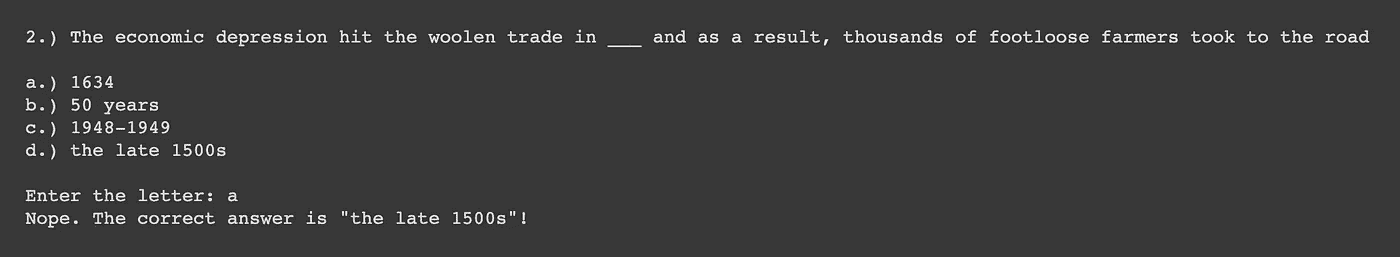 2.) The economic depression hit the woolen trade in ___ and as a result, thousands of footloose farmers took to the road
a.) 1634
b.) 50 years
c.) 1948–1949
d.) the late 1500s
Enter the letter: a
Nope. The correct answer is "the late 1500s"!